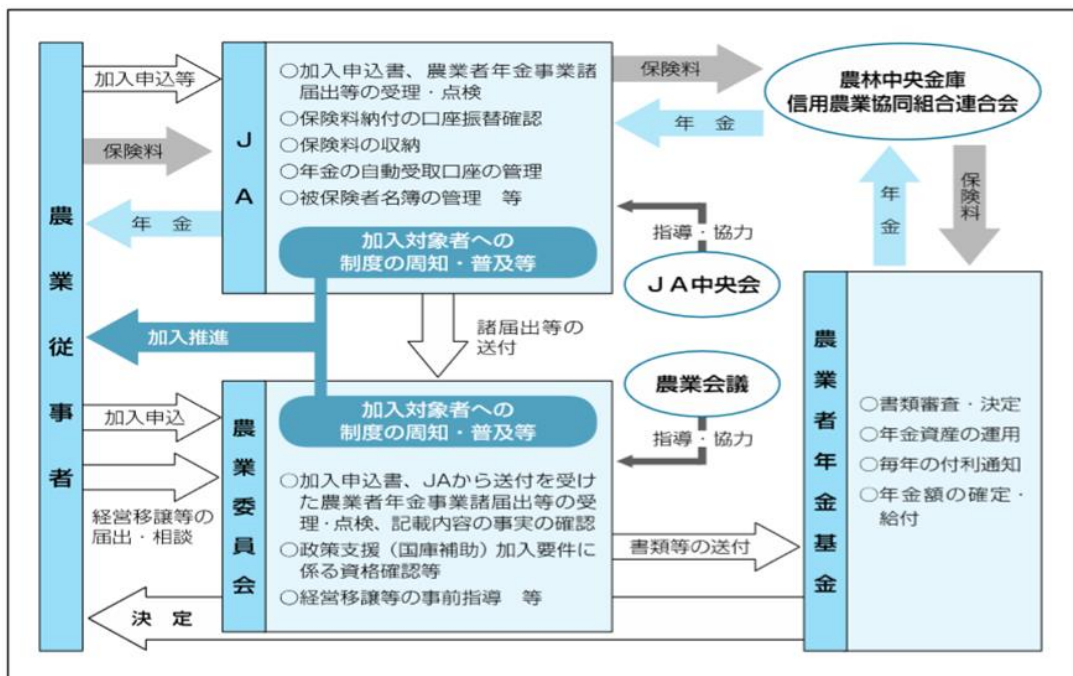 農業従事者
加入申込等
保険料
年 金
加入推進
加入申込
経営移譲等の
届出・相談
決 定
ＪＡ
○加入申込書、農業者年金事業諸
届出等の受理・点検
○保険料納付の口座振替確認
○保険料の収納
○年金の自動受取口座の管理
○被保険者名簿の管理　等
加入対象者への
制度の周知・普及等
諸届出等の
送付
農業委員会
加入対象者への
制度の周知・普及等
○加入申込書、JAから送付を受け
た農業者年金事業諸届出等の受
理・点検、記載内容の事実の確認
○政策支援（国庫補助）加入要件に
係る資格確認等
○経営移譲等の事前指導　等
保険料
年 金
農林中央金庫
信用農業協同組合連合会
指導・協力
ＪＡ中央会
農業会議
指導・協力
書類等の送付
年金
保険料
農業者年金基金
○書類審査・決定
○年金資産の運用
○毎年の付利通知
○年金額の確定・
給付